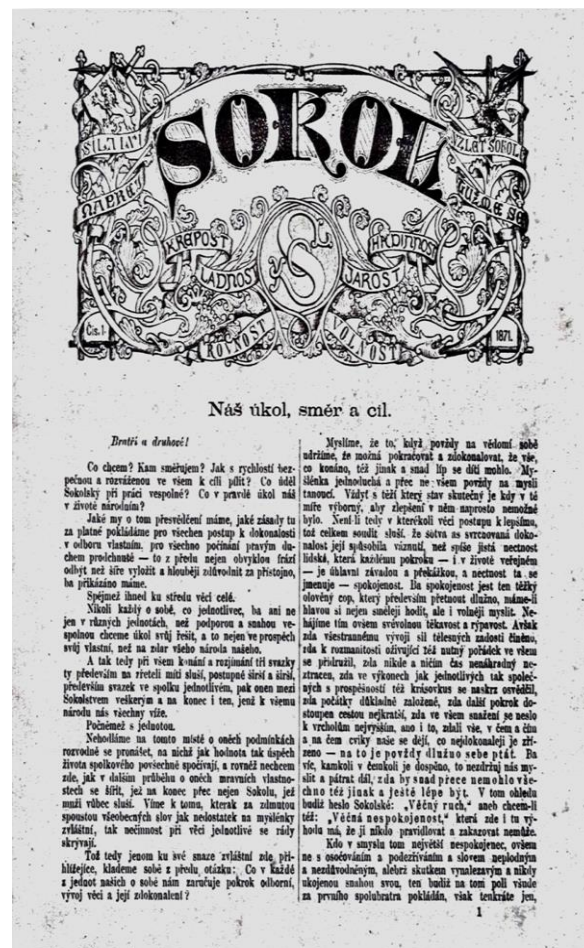 SOKOL
SÍLA A LV!
NAPŘED
VZLET SOKOLA
TUŽME SE
KŘEPOST
HRDINNOST
LADNOST
JAROST
S
ROVNOST
VOLNOST
Čís. 1.
1871.
Náš úkol, směr a cíl.
Bratři a druhové!
Co chcem? Kam směřujem? Jak s rychlostí bez-
pečnou a rozváženou ve všem k cíli pílit? Co úděl
Sokolský při práci vespolné? Co v pravdě úkol náš
v životě národním?
Jaké my o tom přesvědčení máme, jaké zásady tu
za platné pokládáme pro všechen postup k dokonalosti
v odboru vlastním, pro všechno počínání pravým du-
chem prodchnuté — to z předu nejen obvyklou frází
odbyt než šíře vyložit a hlouběji zdůvodnit za přístojno,
ba přikázáno máme.
Spějmež ihned ku středu věci celé.
Nikoli každý o sobě, co jednotlivec, ba ani ne
jen v různých jednotách, než podporou a snahou ve-
spolnou chceme úkol svůj řešit, a to nejen ve prospěch
svůj vlastní, než na zdar všeho národa našeho.
A tak tedy při všem konání a rozjímání tři svazky
ty především na zřeteli míti sluší, postupně širší a širší,
především svazek ve spolku jednotlivém, pak onen mezi
Sokolstvem veškerým a na konec i ten, jenž k všemu
národu nás všechny víže.
Počněmež s jednotou.
Nehodláme na tomto místě o oněch podmínkách
rozvodně se pronášet, na nichž jak hodnota tak úspěch
života spolkového povšechně spočívají, a rovněž nechcem
zde, jak v dalším průběhu o oněch mravních vlastno-
stech se šířit, jež na konec přec nejen Sokolu, jež
muži vůbec sluší. Víme k tomu, kterak za zdmutou
spoustou všeobecných slov jak nedostatek na myšlénky
zvláštní, tak nečinnost při věci jednotlivé se rády
skrývají.
Tož tedy jenom ku své snaze zvláštní zde při-
hlížejíce, klademe sobě z předu otázku: Co v každé
z jednot našich o sobě nám zaručuje pokrok odborní,
vývoj věci a její zdokonalení?
Myslíme, že to, když povždy na vědomí sobě
udržíme, že možná pokračovat a zdokonalovat, že vše,
co konáno, též jinak a snad líp se díti mohlo. My-
šlénka jednoduchá a přec ne všem povždy na mysli
tanoucí. Vždyť s těží který stav skutečný je kdy v té
míře výborný, aby zlepšení v něm naprosto nemožné
bylo. Není-li tedy v kterékoli věci postupu k lepšímu,
tož celkem soudit sluší, že sotva as svrchovaná doko-
nalost její způsobila váznutí, než spíše jistá nectnost
lidská, která každému pokroku — i v životě veřejném
— je úhlavní závadou a překážkou, a nectnost ta se
jmenuje — spokojenost. Ba spokojenost jest ten těžký
olověný cop, který především přetnout dlužno, máme-li
hlavou si nejen směleji hodit, ale i volněji myslit. Ne-
hájíme tím ovšem světvolnou těkavost a rýpavost. Avšak
zda všestrannému vývoji sil tělesných zadosti činěno,
zda k rozmanitosti oživující též nutný pořádek ve všem
se přidružil, zda nikde a ničím čas nenáhradný ne-
ztracen, zda ve výkonech jak jednotlivých tak společ-
ných s prospěšností též krásovkus se naskrz osvědčil,
zda počátky důkladně založené, zda další pokrok do-
stoupen cestou nejkratší, zda ve všem snažení se neslo
k vrcholům nejvyšším, ano i to, zdali vše, v čem a čím
a na čem cviky naše se dějí, co nejdokonaleji je zří-
zeno — na to je povždy dlužno sebe ptát. Ba
víc, kamkoli v čemkoli je dospěno, to nezdržuj nás my-
slit a pátrat dál, zda by snad přece nemohlo vše-
chno též jinak a ještě lépe být. V tom ohledu
budiž heslo Sokolské: „Věčný ruch,“ aneb chcem-li
též: „Věčná nespokojenost,“ která zde i tu vý-
hodu má, že ji nikdo pravidlovat a zakazovat nemůže.
Kdo v smyslu tom největší nespokojenec, ovšem
ne s osočováním a podezříváním a slovem neplodným
a nezdůvodněným, alebrž skutkem vynalezavým a nikdy
ukojenou snahou svou, ten budiž na tom poli všude
za prvního spolubratra pokládán, však tenkráte jen,
1